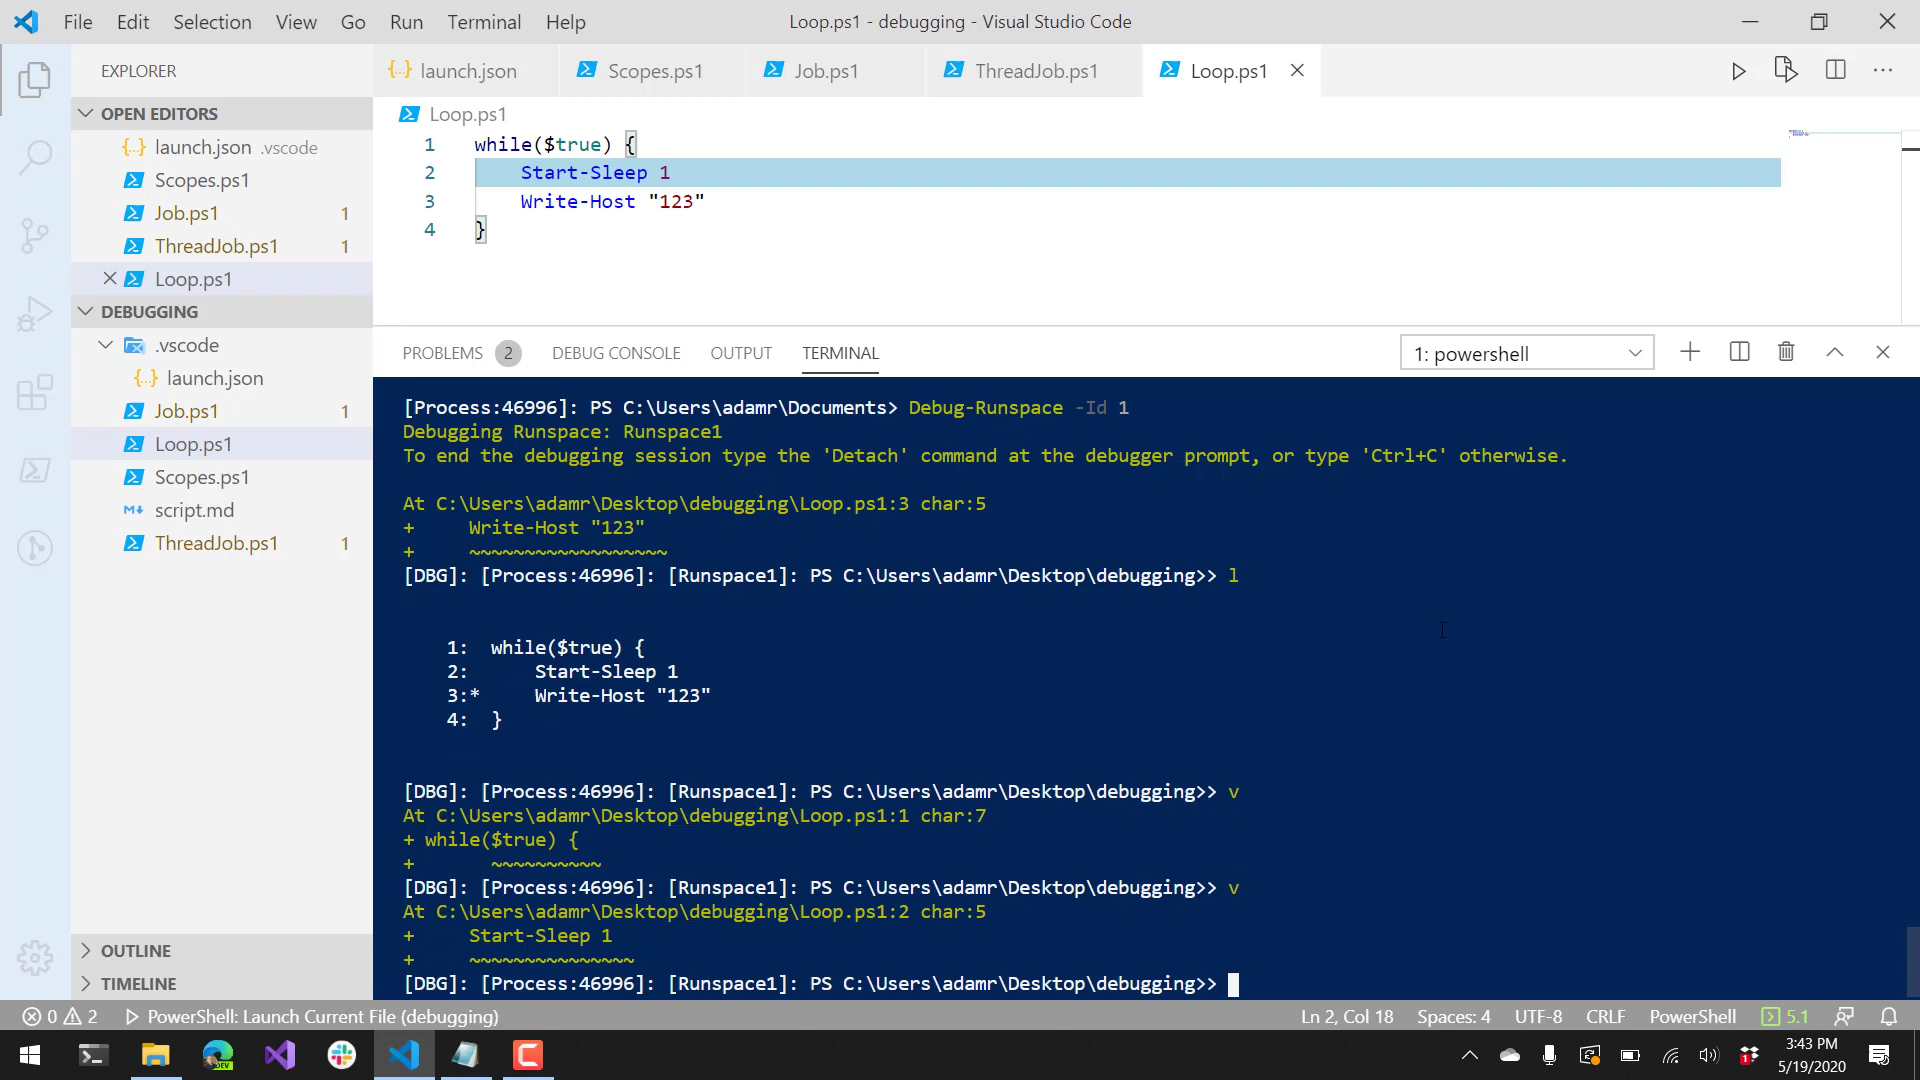 File Edit Selection View Go Run Terminal Help
Loop.ps1 - debugging - Visual Studio Code
EXPLORER
OPEN EDITORS
launch.json .vscode
Scopes.ps1
Job.ps1 1
ThreadJob.ps1 1
Loop.ps1
DEBUGGING
.vscode
launch.json
Job.ps1 1
Loop.ps1
Scopes.ps1
script.md
ThreadJob.ps1 1
OUTLINE
TIMELINE
launch.json Scopes.ps1 Job.ps1 ThreadJob.ps1 Loop.ps1
Loop.ps1
1 while($true) {
2 Start-Sleep 1
3 Write-Host "123"
4 }
PROBLEMS 2 DEBUG CONSOLE OUTPUT TERMINAL
1: powershell
[Process:46996]: PS C:\Users\adamr\Documents> Debug-Runspace -Id 1
Debugging Runspace: Runspace1
To end the debugging session type the 'Detach' command at the debugger prompt, or type 'Ctrl+C' otherwise.
At C:\Users\adamr\Desktop\debugging\Loop.ps1:3 char:5
+     Write-Host "123"
+     ~~~~~~~~~~~~~~~~~~
[DBG]: [Process:46996]: [Runspace1]: PS C:\Users\adamr\Desktop\debugging>> l
1:  while($true) {
2:      Start-Sleep 1
3:*     Write-Host "123"
4:  }
[DBG]: [Process:46996]: [Runspace1]: PS C:\Users\adamr\Desktop\debugging>> v
At C:\Users\adamr\Desktop\debugging\Loop.ps1:1 char:7
+ while($true) {
+       ~~~~~~~~~~
[DBG]: [Process:46996]: [Runspace1]: PS C:\Users\adamr\Desktop\debugging>> v
At C:\Users\adamr\Desktop\debugging\Loop.ps1:2 char:5
+     Start-Sleep 1
+     ~~~~~~~~~~~~~~~
[DBG]: [Process:46996]: [Runspace1]: PS C:\Users\adamr\Desktop\debugging>>
0 2 PowerShell: Launch Current File (debugging)
Ln 2, Col 18 Spaces: 4 UTF-8 CRLF PowerShell 5.1
DEV
1
3:43 PM
5/19/2020